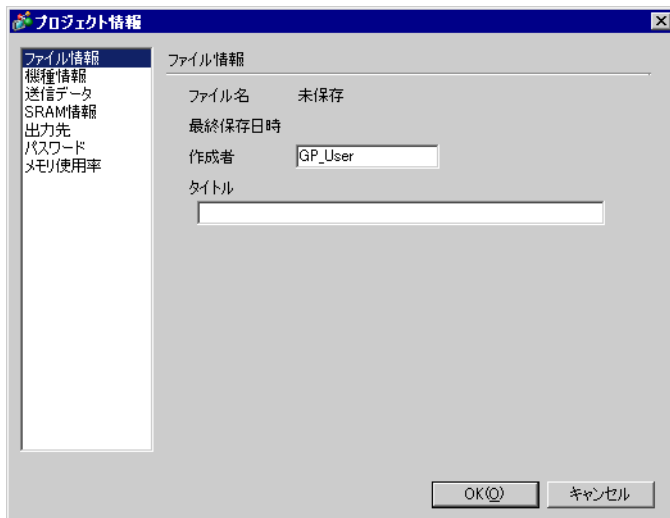 プロジェクト情報
ファイル情報
機種情報
送信データ
SRAM情報
出力先
パスワード
メモリ使用率
ファイル情報
ファイル名 未保存
最終保存日時
作成者 GP_User
タイトル
OK(O) キャンセル